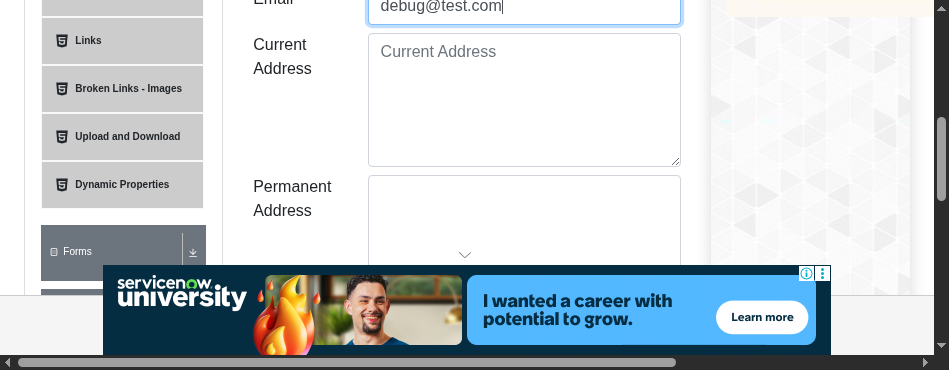 Email
debug@test.com
Links
Current
Address
Current Address
Broken Links - Images
Upload and Download
Dynamic Properties
Permanent
Address
Forms
servicenow
university
I wanted a career with
potential to grow.
Learn more